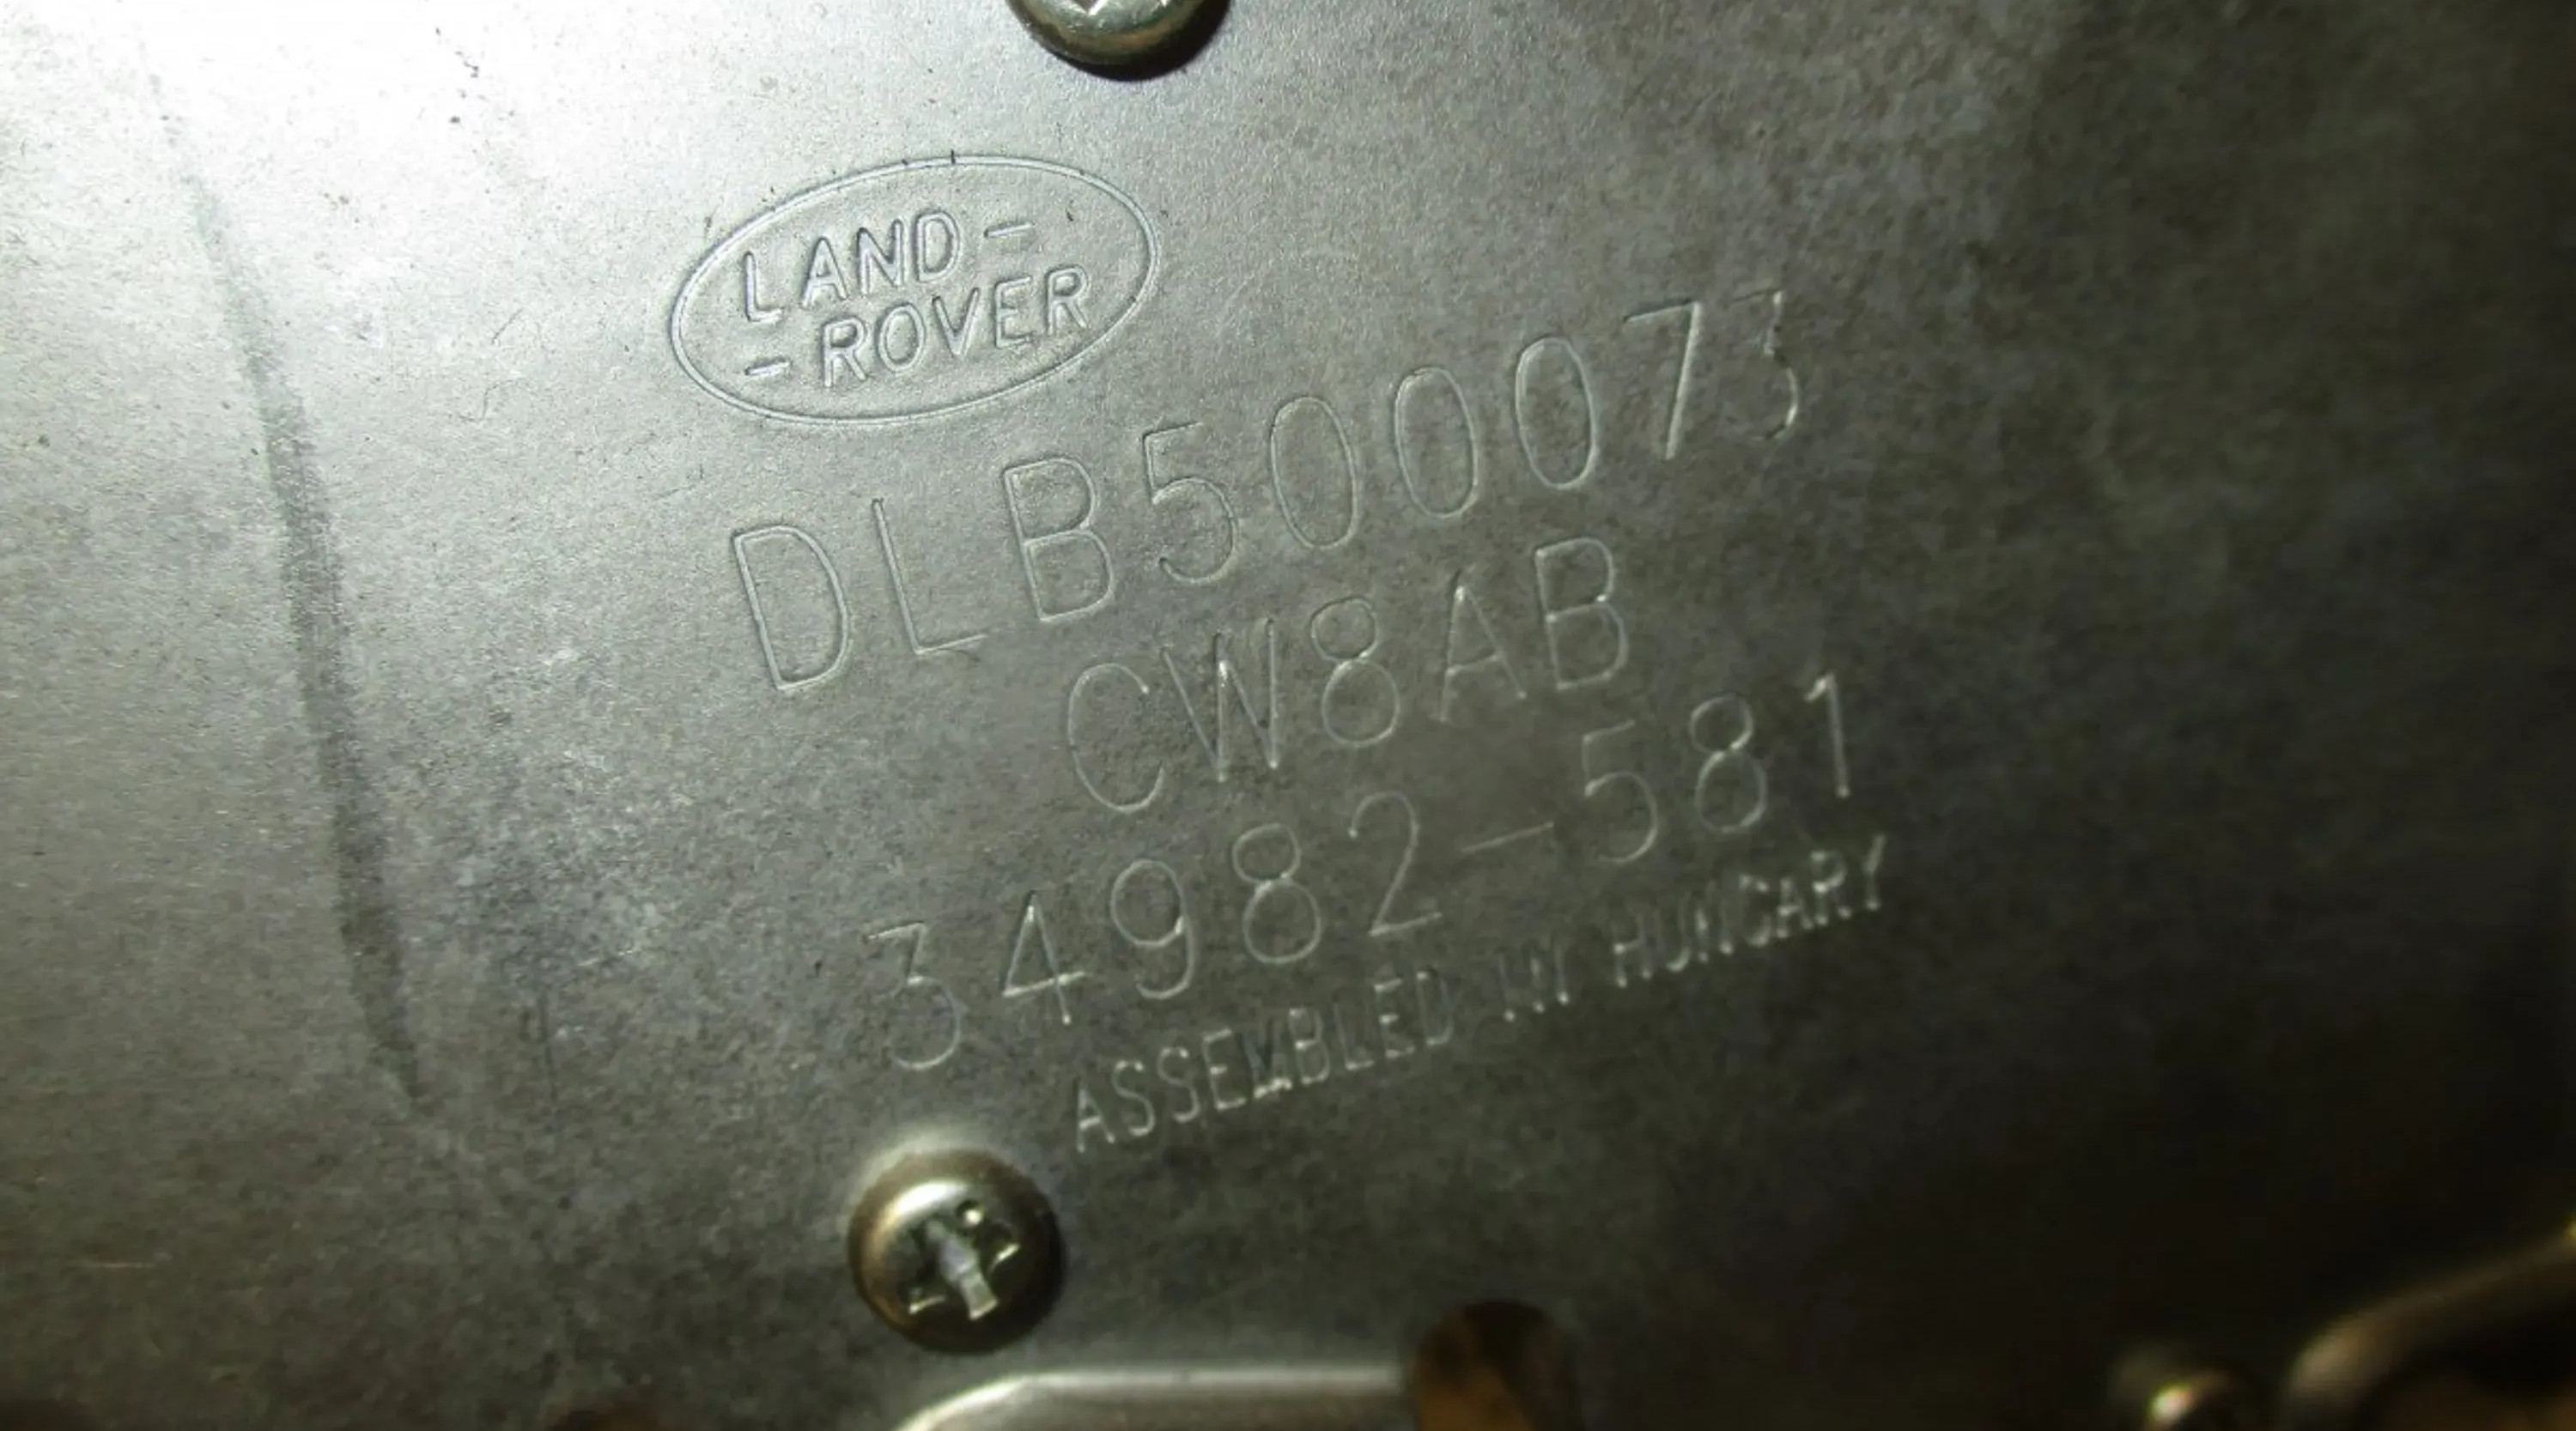 LAND -
- ROVER
DLB500073
CW8AB
34982-581
ASSEMBLED IN HUNGARY